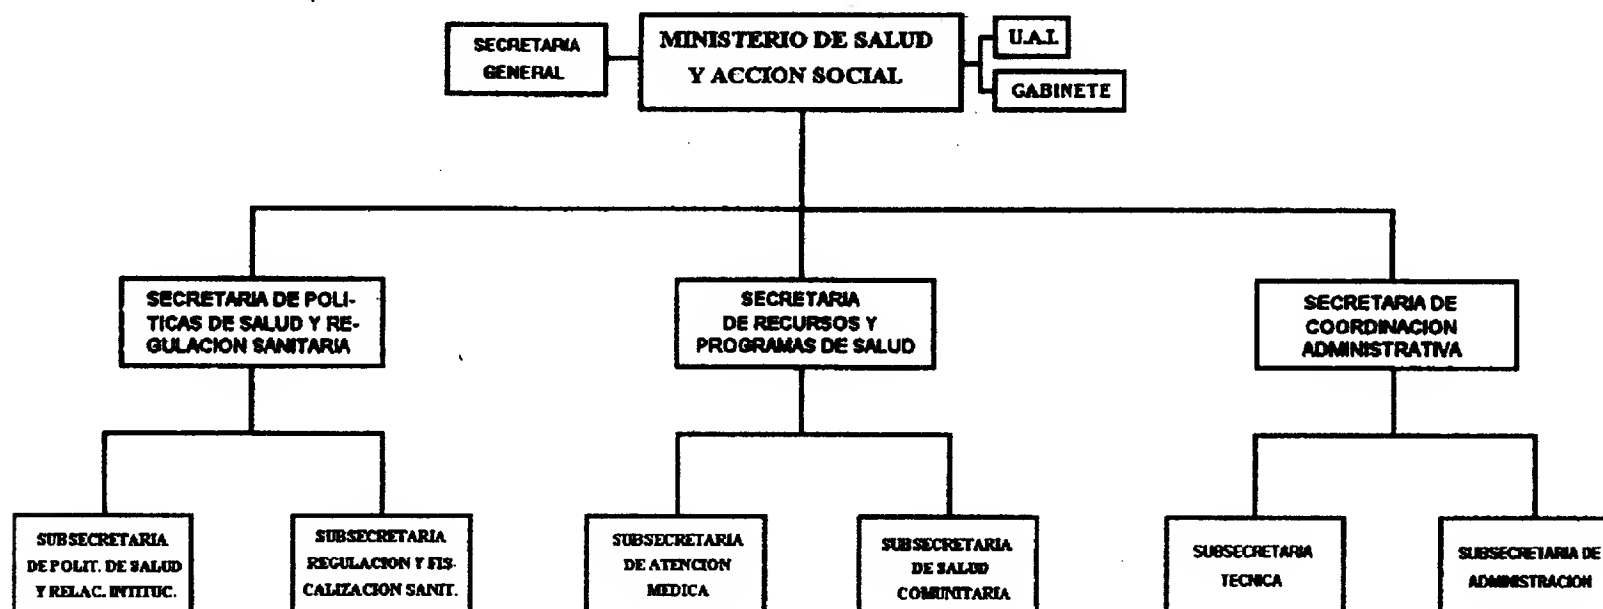 SECRETARIA
GENERAL
MINISTERIO DE SALUD
Y ACCION SOCIAL
U.A.I.
GABINETE
SECRETARIA DE POLI-
TICAS DE SALUD Y RE-
GULACION SANITARIA
SECRETARIA
DE RECURSOS Y
PROGRAMAS DE SALUD
SECRETARIA DE
COORDINACION
ADMINISTRATIVA
SUBSECRETARIA
DE POLIT. DE SALUD
Y RELAC. INTITUC.
SUBSECRETARIA
REGULACION Y FIS-
CALIZACION SANIT.
SUBSECRETARIA
DE ATENCION
MEDICA
SUBSECRETARIA
DE SALUD
COMUNITARIA
SUBSECRETARIA
TECNICA
SUBSECRETARIA DE
ADMINISTRACION